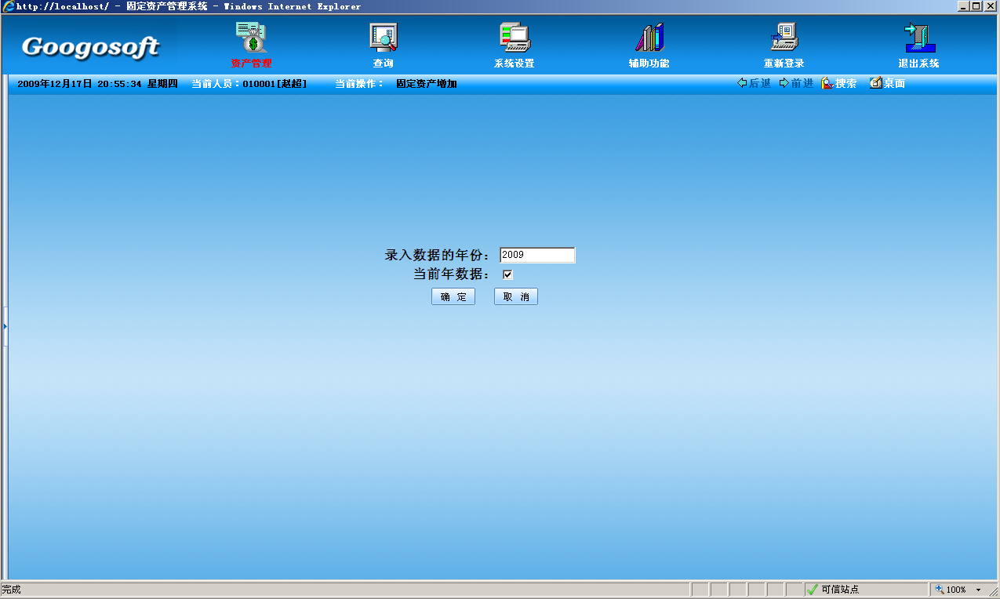 http://localhost/ - 固定资产管理系统 - Windows Internet Explorer
Googosoft
资产管理 查询 系统设置 辅助功能 重新登录 退出系统
2009年12月17日 20:55:34 星期四 当前人员：010001[赵超] 当前操作： 固定资产增加 后退 前进 搜索 桌面
录入数据的年份： 2009
当前年数据：
确 定 取 消
完成 可信站点 100%